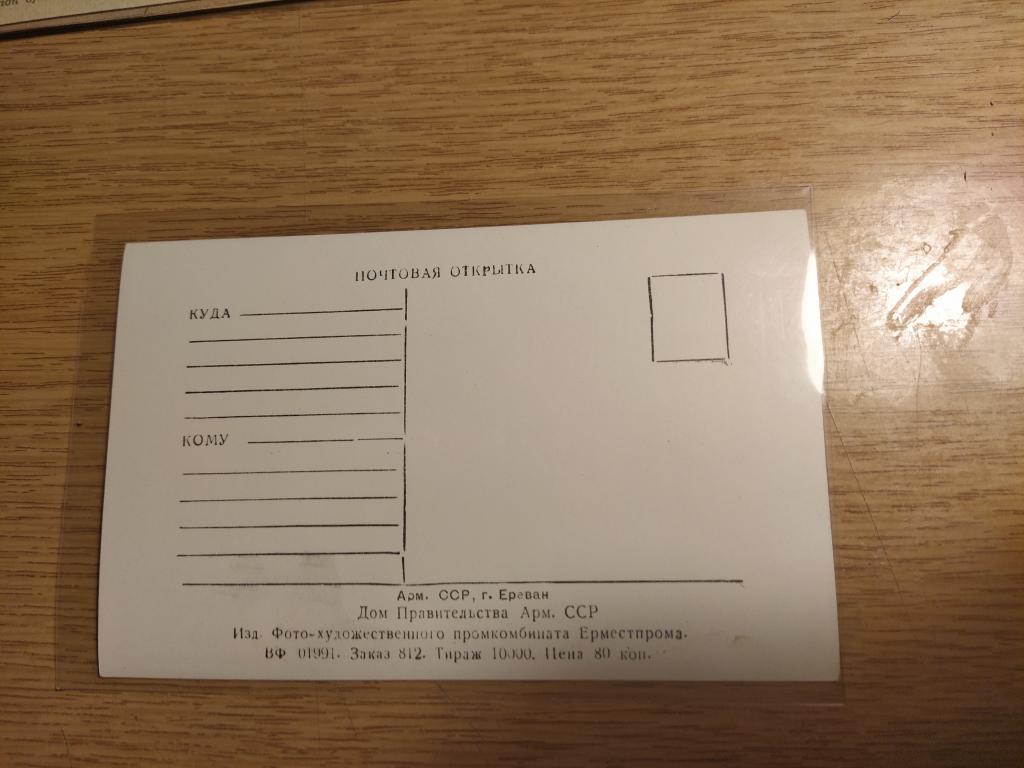 ПОЧТОВАЯ ОТКРЫТКА
КУДА
КОМУ
Арм. ССР, г. Ереван
Дом Правительства Арм. ССР
Изд. Фото-художественного промкомбината Ерместпрома.
ВФ 01991. Заказ 812. Тираж 10000. Цена 80 коп.